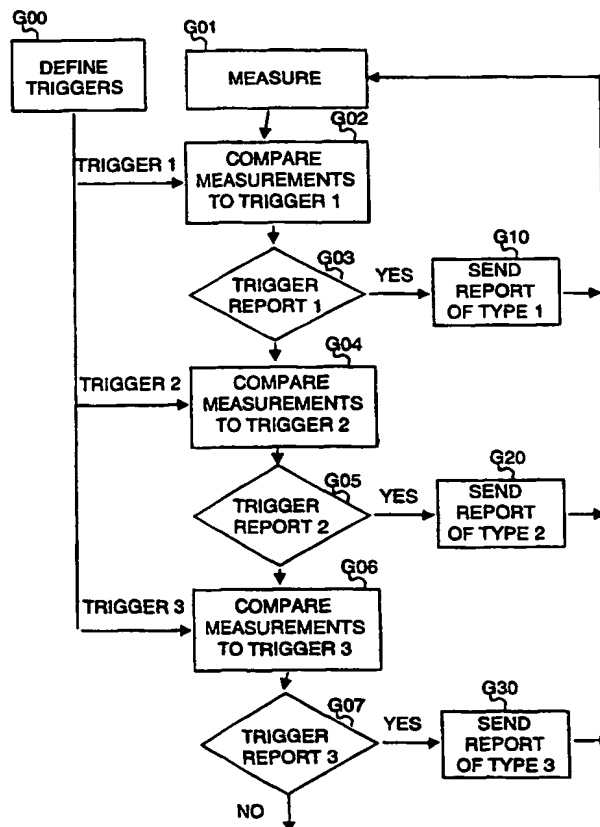 G00
DEFINE
TRIGGERS
G01
MEASURE
G02
TRIGGER 1
COMPARE
MEASUREMENTS
TO TRIGGER 1
G03
TRIGGER
REPORT 1
YES
G10
SEND
REPORT
OF TYPE 1
G04
TRIGGER 2
COMPARE
MEASUREMENTS
TO TRIGGER 2
G05
TRIGGER
REPORT 2
YES
G20
SEND
REPORT
OF TYPE 2
G06
TRIGGER 3
COMPARE
MEASUREMENTS
TO TRIGGER 3
G07
TRIGGER
REPORT 3
YES
G30
SEND
REPORT
OF TYPE 3
NO